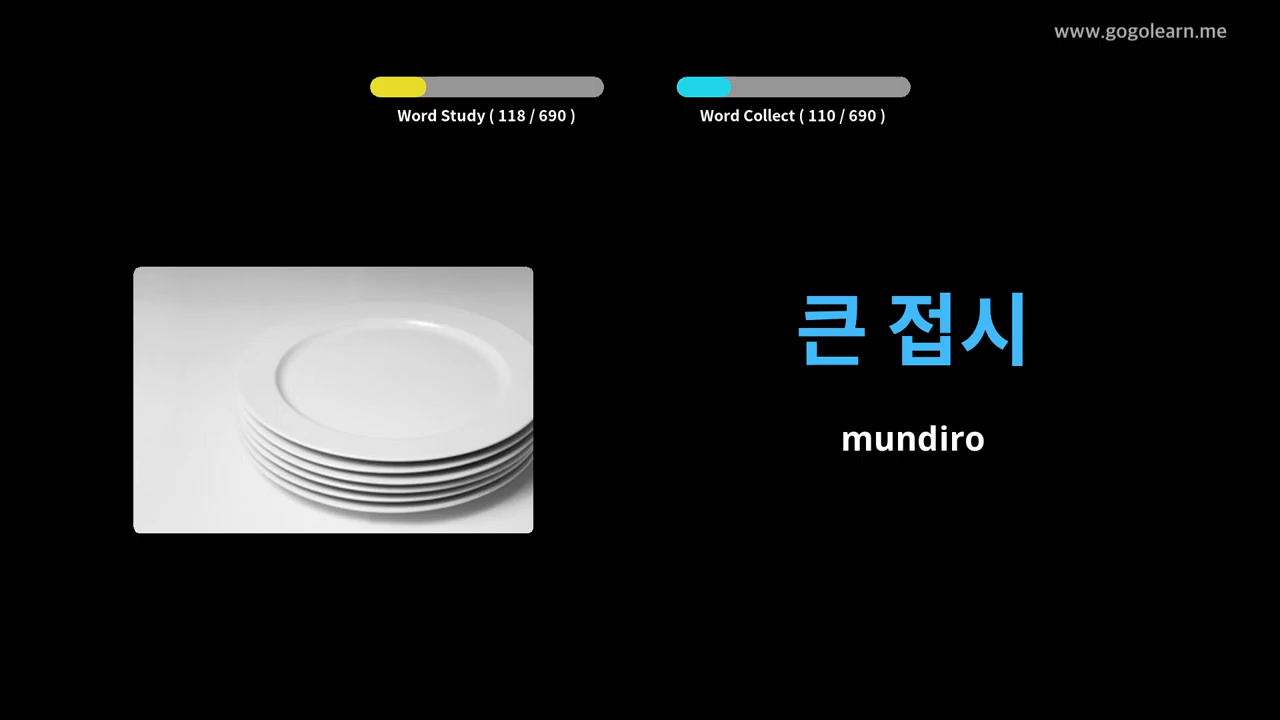 www.gogolearn.me
Word Study ( 118 / 690 )
Word Collect ( 110 / 690 )
큰 접시
mundiro